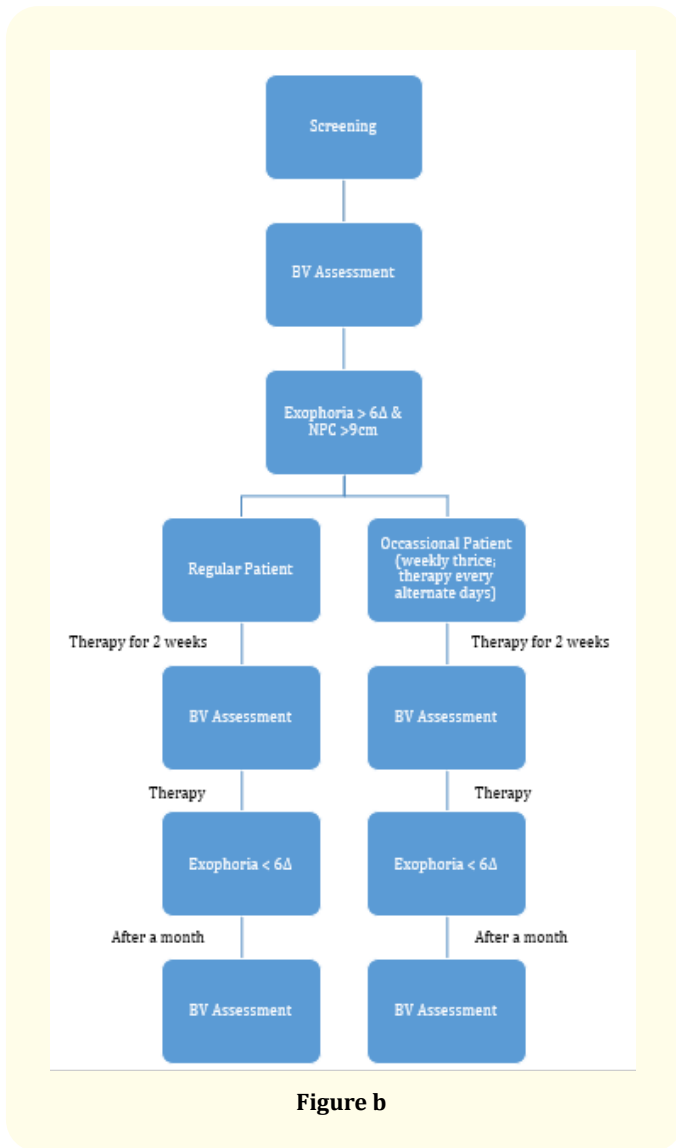 Screening
BV Assessment
Exophoria > 6Δ &
NPC >9cm
Regular Patient
Occassional Patient
(weekly thrice;
therapy every
alternate days)
Therapy for 2 weeks
Therapy for 2 weeks
BV Assessment
BV Assessment
Therapy
Therapy
Exophoria < 6Δ
Exophoria < 6Δ
After a month
After a month
BV Assessment
BV Assessment
Figure b